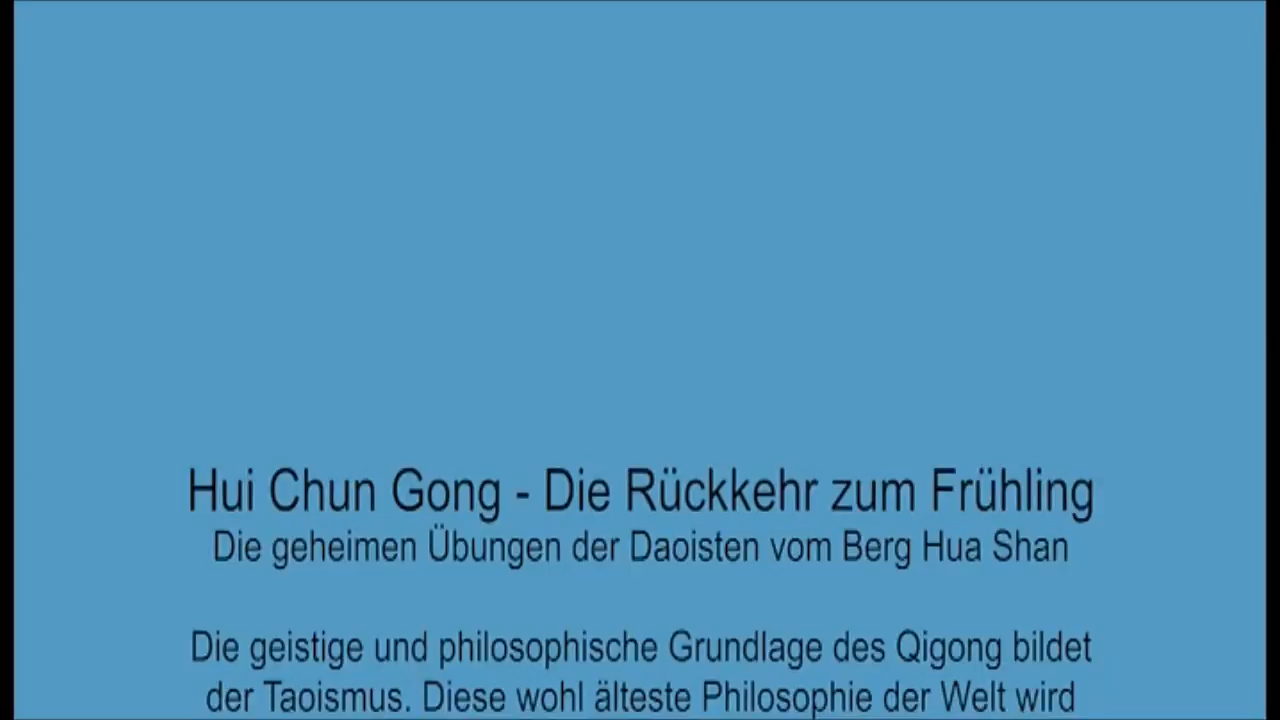 Hui Chun Gong - Die Rückkehr zum Frühling
Die geheimen Übungen der Daoisten vom Berg Hua Shan
Die geistige und philosophische Grundlage des Qigong bildet
der Taoismus. Diese wohl älteste Philosophie der Welt wird